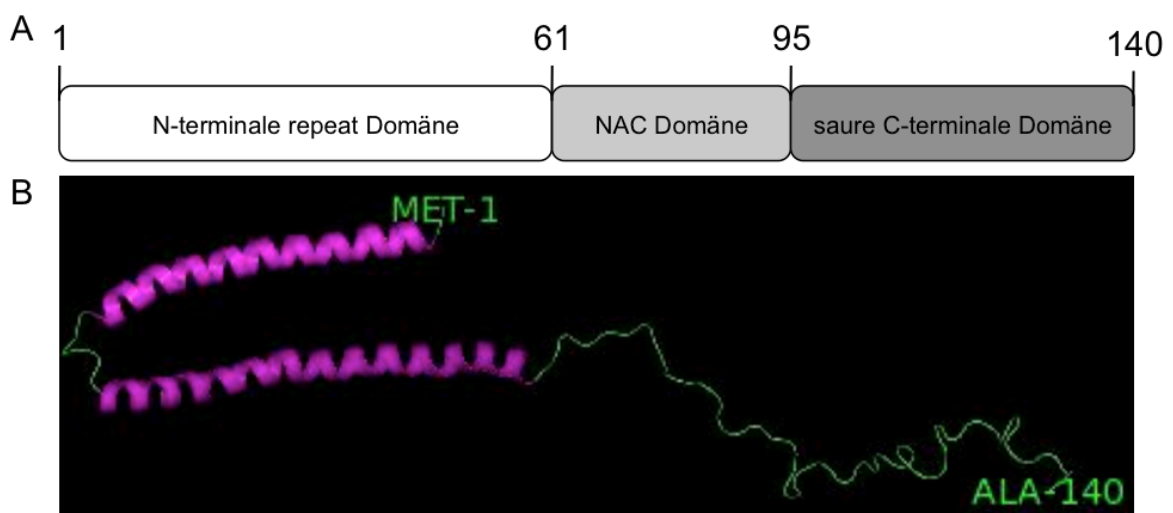 A 1 61 95 140
N-terminale repeat Domäne NAC Domäne saure C-terminale Domäne
B
MET-1
ALA-140